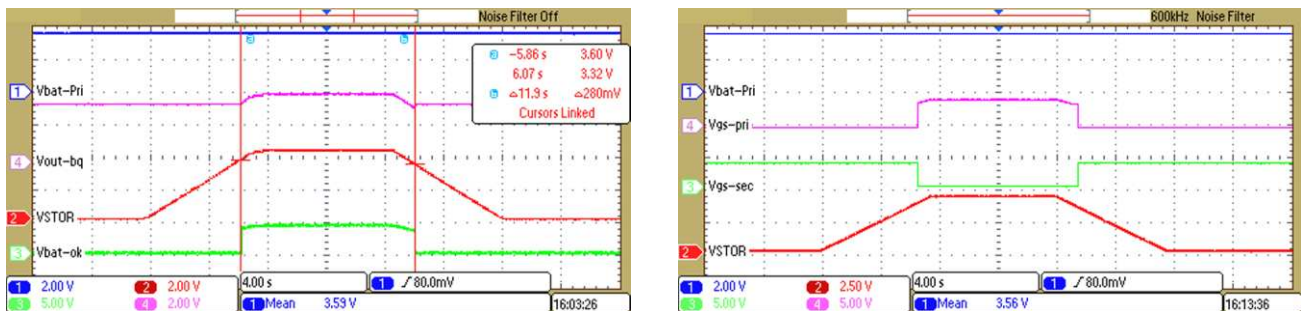 Noise Filter Off
a -5.86 s 3.60 V
6.07 s 3.32 V
b △11.9 s △280mV
Cursors Linked
a
b
1 Vbat-Pri
4 Vout-bq
2 VSTOR
3 Vbat-ok
1 2.00 V
2 2.00 V
3 5.00 V
4 2.00 V
4.00 s
1 80.0mV
1 Mean 3.59 V
16:03:26
600kHz Noise Filter
1 Vbat-Pri
4 Vgs-pri
3 Vgs-sec
2 VSTOR
1 2.00 V
2 2.50 V
3 5.00 V
4 5.00 V
4.00 s
1 80.0mV
1 Mean 3.56 V
16:13:36